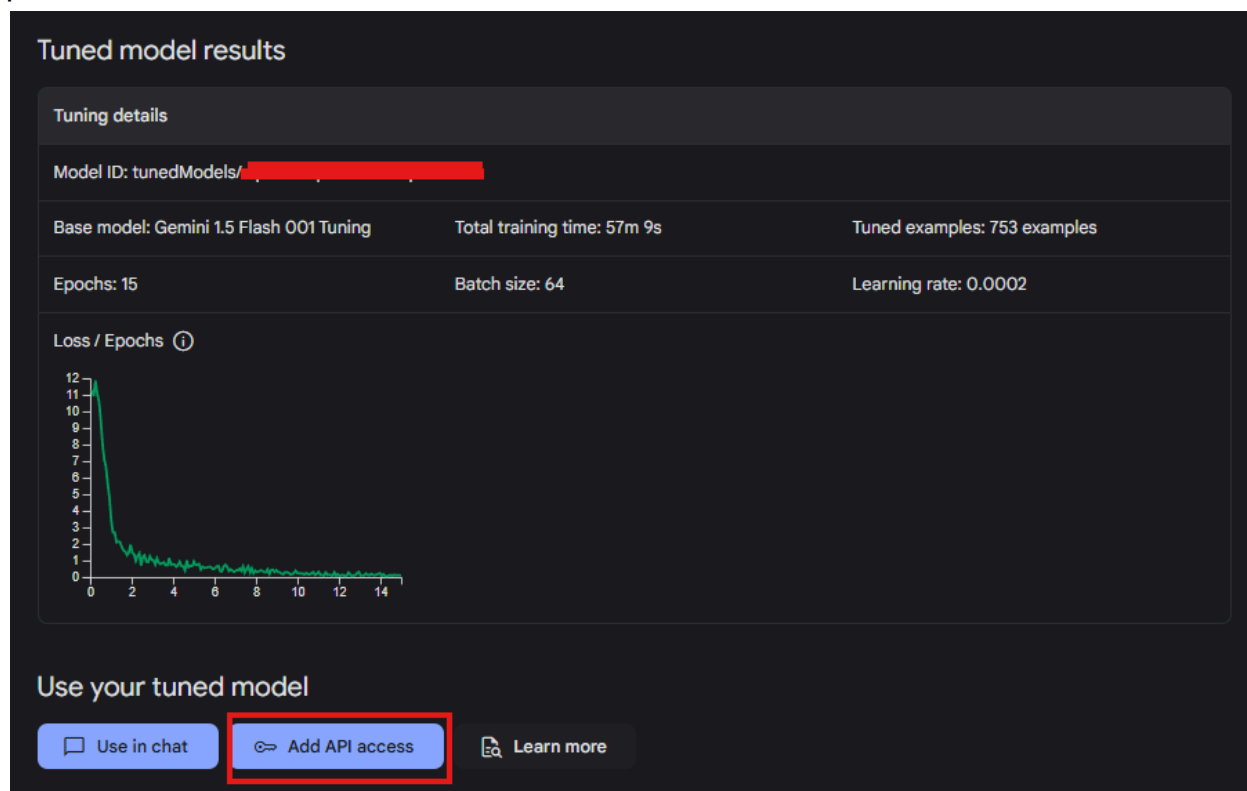 Tuned model results
Tuning details
Model ID: tunedModels/
Base model: Gemini 1.5 Flash 001 Tuning
Total training time: 57m 9s
Tuned examples: 753 examples
Epochs: 15
Batch size: 64
Learning rate: 0.0002
Loss / Epochs
12
11
10
9
8
7
6
5
4
3
2
1
0
0 2 4 6 8 10 12 14
Use your tuned model
Use in chat
Add API access
Learn more